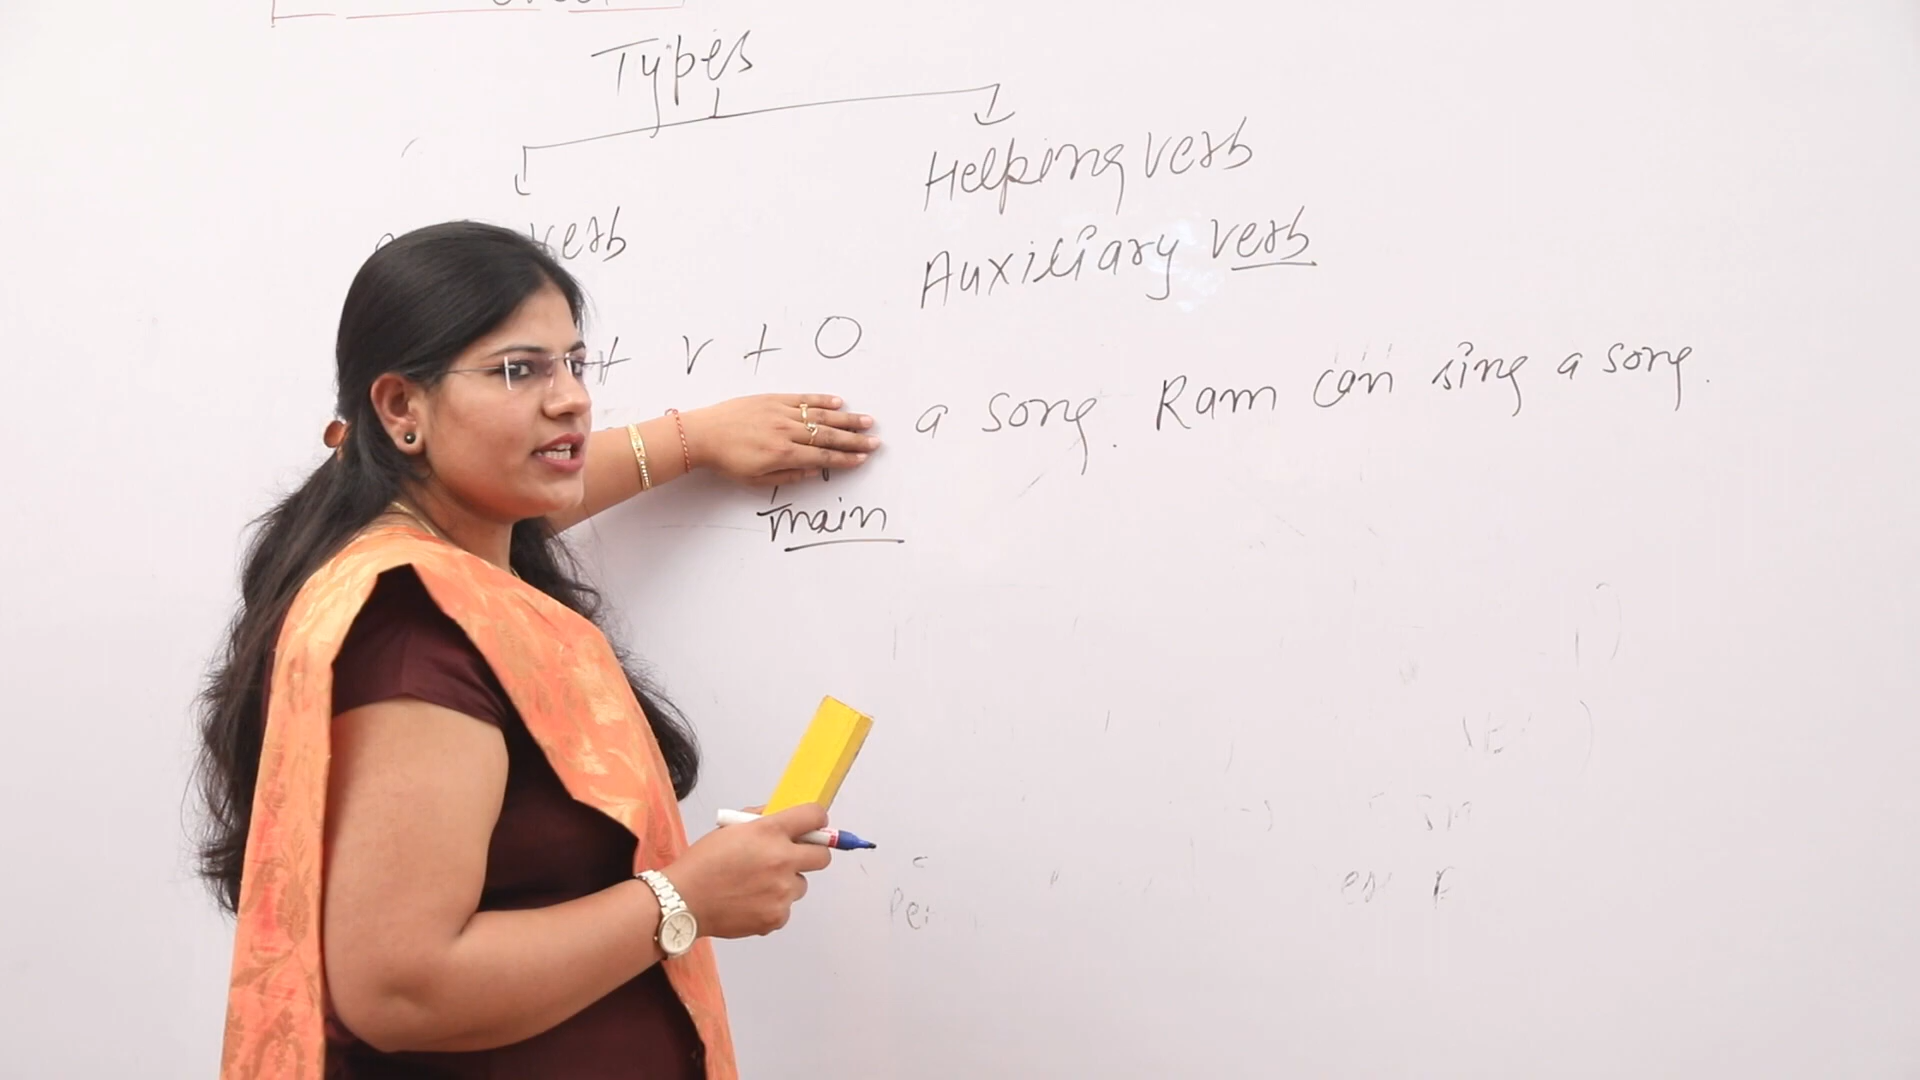 Types
Helping verb
verb
Auxiliary verb
+ v + O
a song. Ram can sing a song.
main